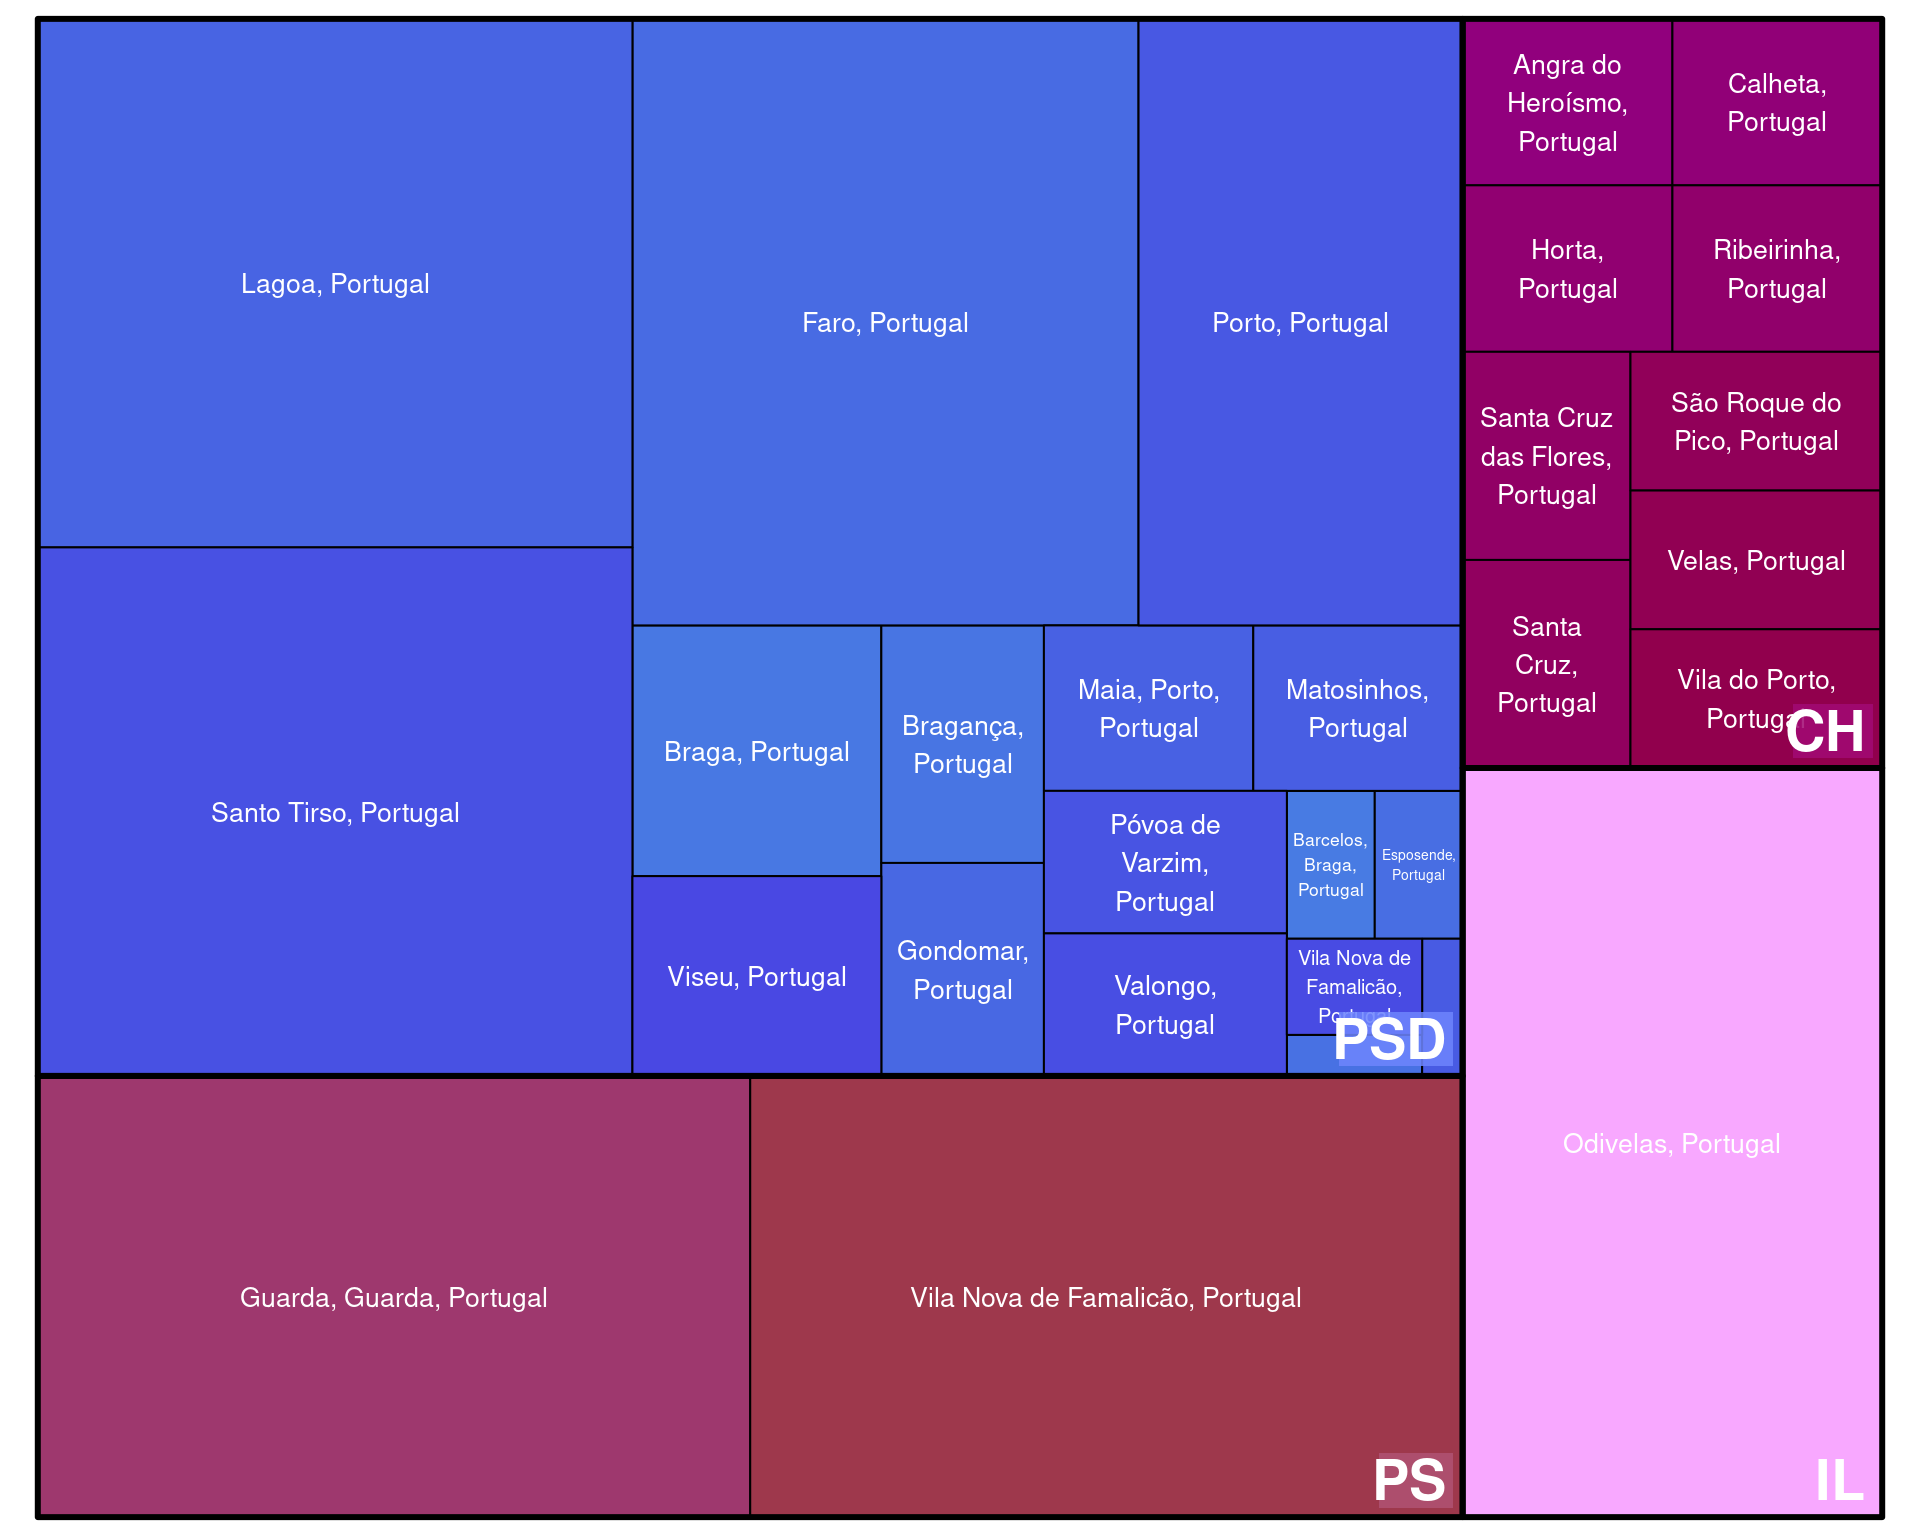 Lagoa, Portugal
Faro, Portugal
Porto, Portugal
Santo Tirso, Portugal
Braga, Portugal
Bragança,
Portugal
Maia, Porto,
Portugal
Matosinhos,
Portugal
Póvoa de
Varzim,
Portugal
Barcelos,
Braga,
Portugal
Esposende,
Portugal
Viseu, Portugal
Gondomar,
Portugal
Valongo,
Portugal
Vila Nova de
Famalicão,
Portugal
PSD
Angra do
Heroísmo,
Portugal
Calheta,
Portugal
Horta,
Portugal
Ribeirinha,
Portugal
Santa Cruz
das Flores,
Portugal
São Roque do
Pico, Portugal
Velas, Portugal
Santa
Cruz,
Portugal
Vila do Porto,
Portugal
CH
Guarda, Guarda, Portugal
Vila Nova de Famalicão, Portugal
PS
Odivelas, Portugal
IL